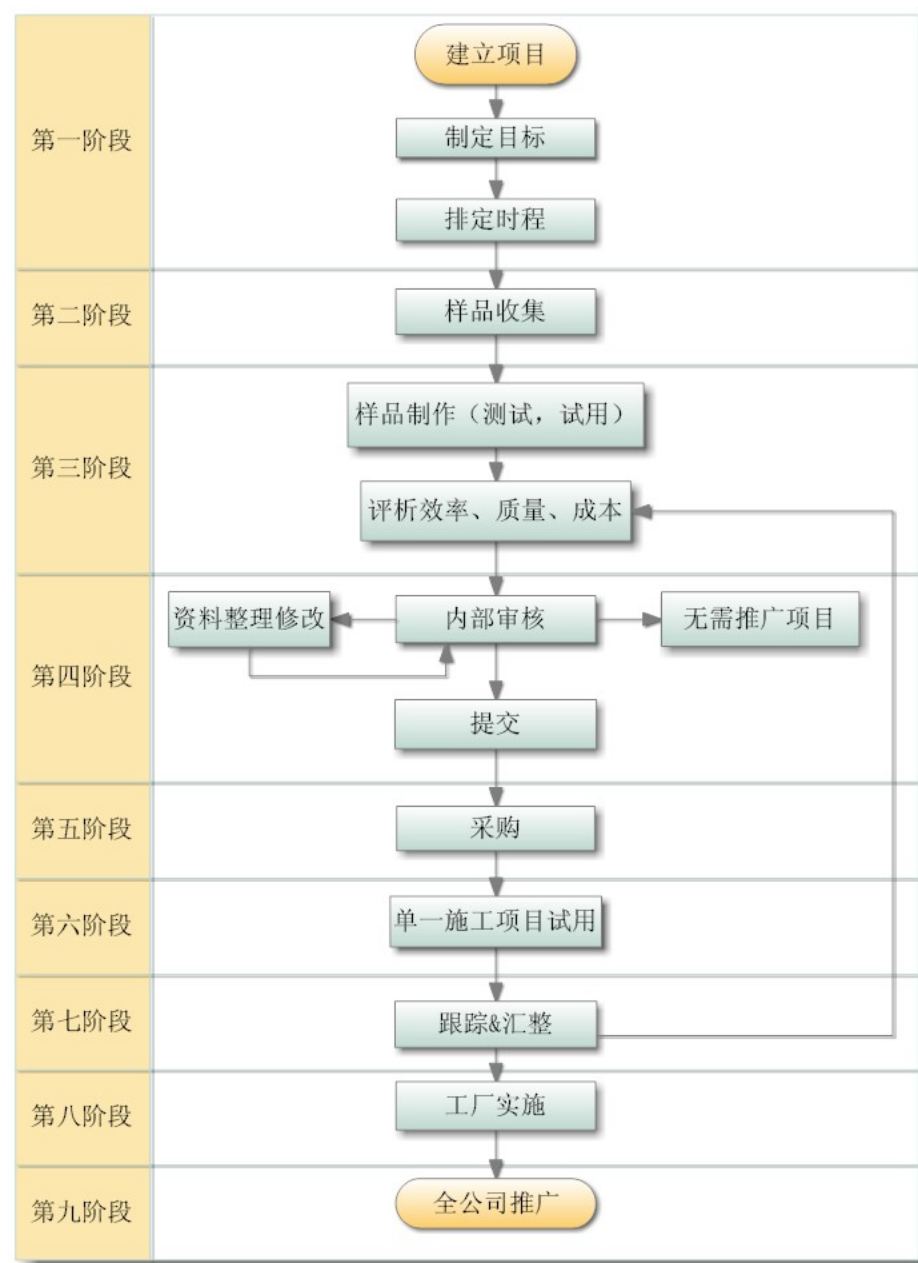 第一阶段
建立项目
制定目标
排定时程
第二阶段
样品收集
第三阶段
样品制作（测试，试用）
评析效率、质量、成本
第四阶段
资料整理修改
内部审核
无需推广项目
提交
第五阶段
采购
第六阶段
单一施工项目试用
第七阶段
跟踪&汇整
第八阶段
工厂实施
第九阶段
全公司推广